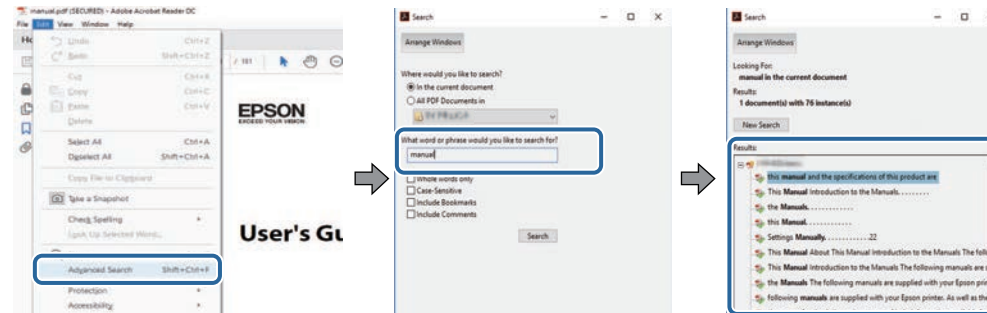 manual.pdf (SECURED) - Adobe Acrobat Reader DC
File Edit View Window Help
Undo Ctrl+Z
Redo Shift+Ctrl+Z
Cut Ctrl+X
Copy Ctrl+C
Paste Ctrl+V
Delete
Select All Ctrl+A
Deselect All Shift+Ctrl+A
Copy File to Clipboard
Take a Snapshot
Check Spelling
Look Up Selected Word...
Advanced Search Shift+Ctrl+F
Protection
Accessibility
/ 181
EPSON
EXCEED YOUR VISION
User's Gu
Search
Arrange Windows
Where would you like to search?
In the current document
All PDF Documents in
What word or phrase would you like to search for?
manual
Whole words only
Case-Sensitive
Include Bookmarks
Include Comments
Search
Search
Arrange Windows
Looking For:
manual in the current document
Results:
1 document(s) with 76 instance(s)
New Search
Results:
this manual and the specifications of this product are
This Manual Introduction to the Manuals. . . . . . . . .
the Manuals. . . . . . . . . . . . .
this Manual. . . . . . . . . . . . .
Settings Manually. . . . . . . . . . . . 22
This Manual About This Manual Introduction to the Manuals The foll
This Manual Introduction to the Manuals The following manuals are
the Manuals The following manuals are supplied with your Epson prin
following manuals are supplied with your Epson printer. As well as the